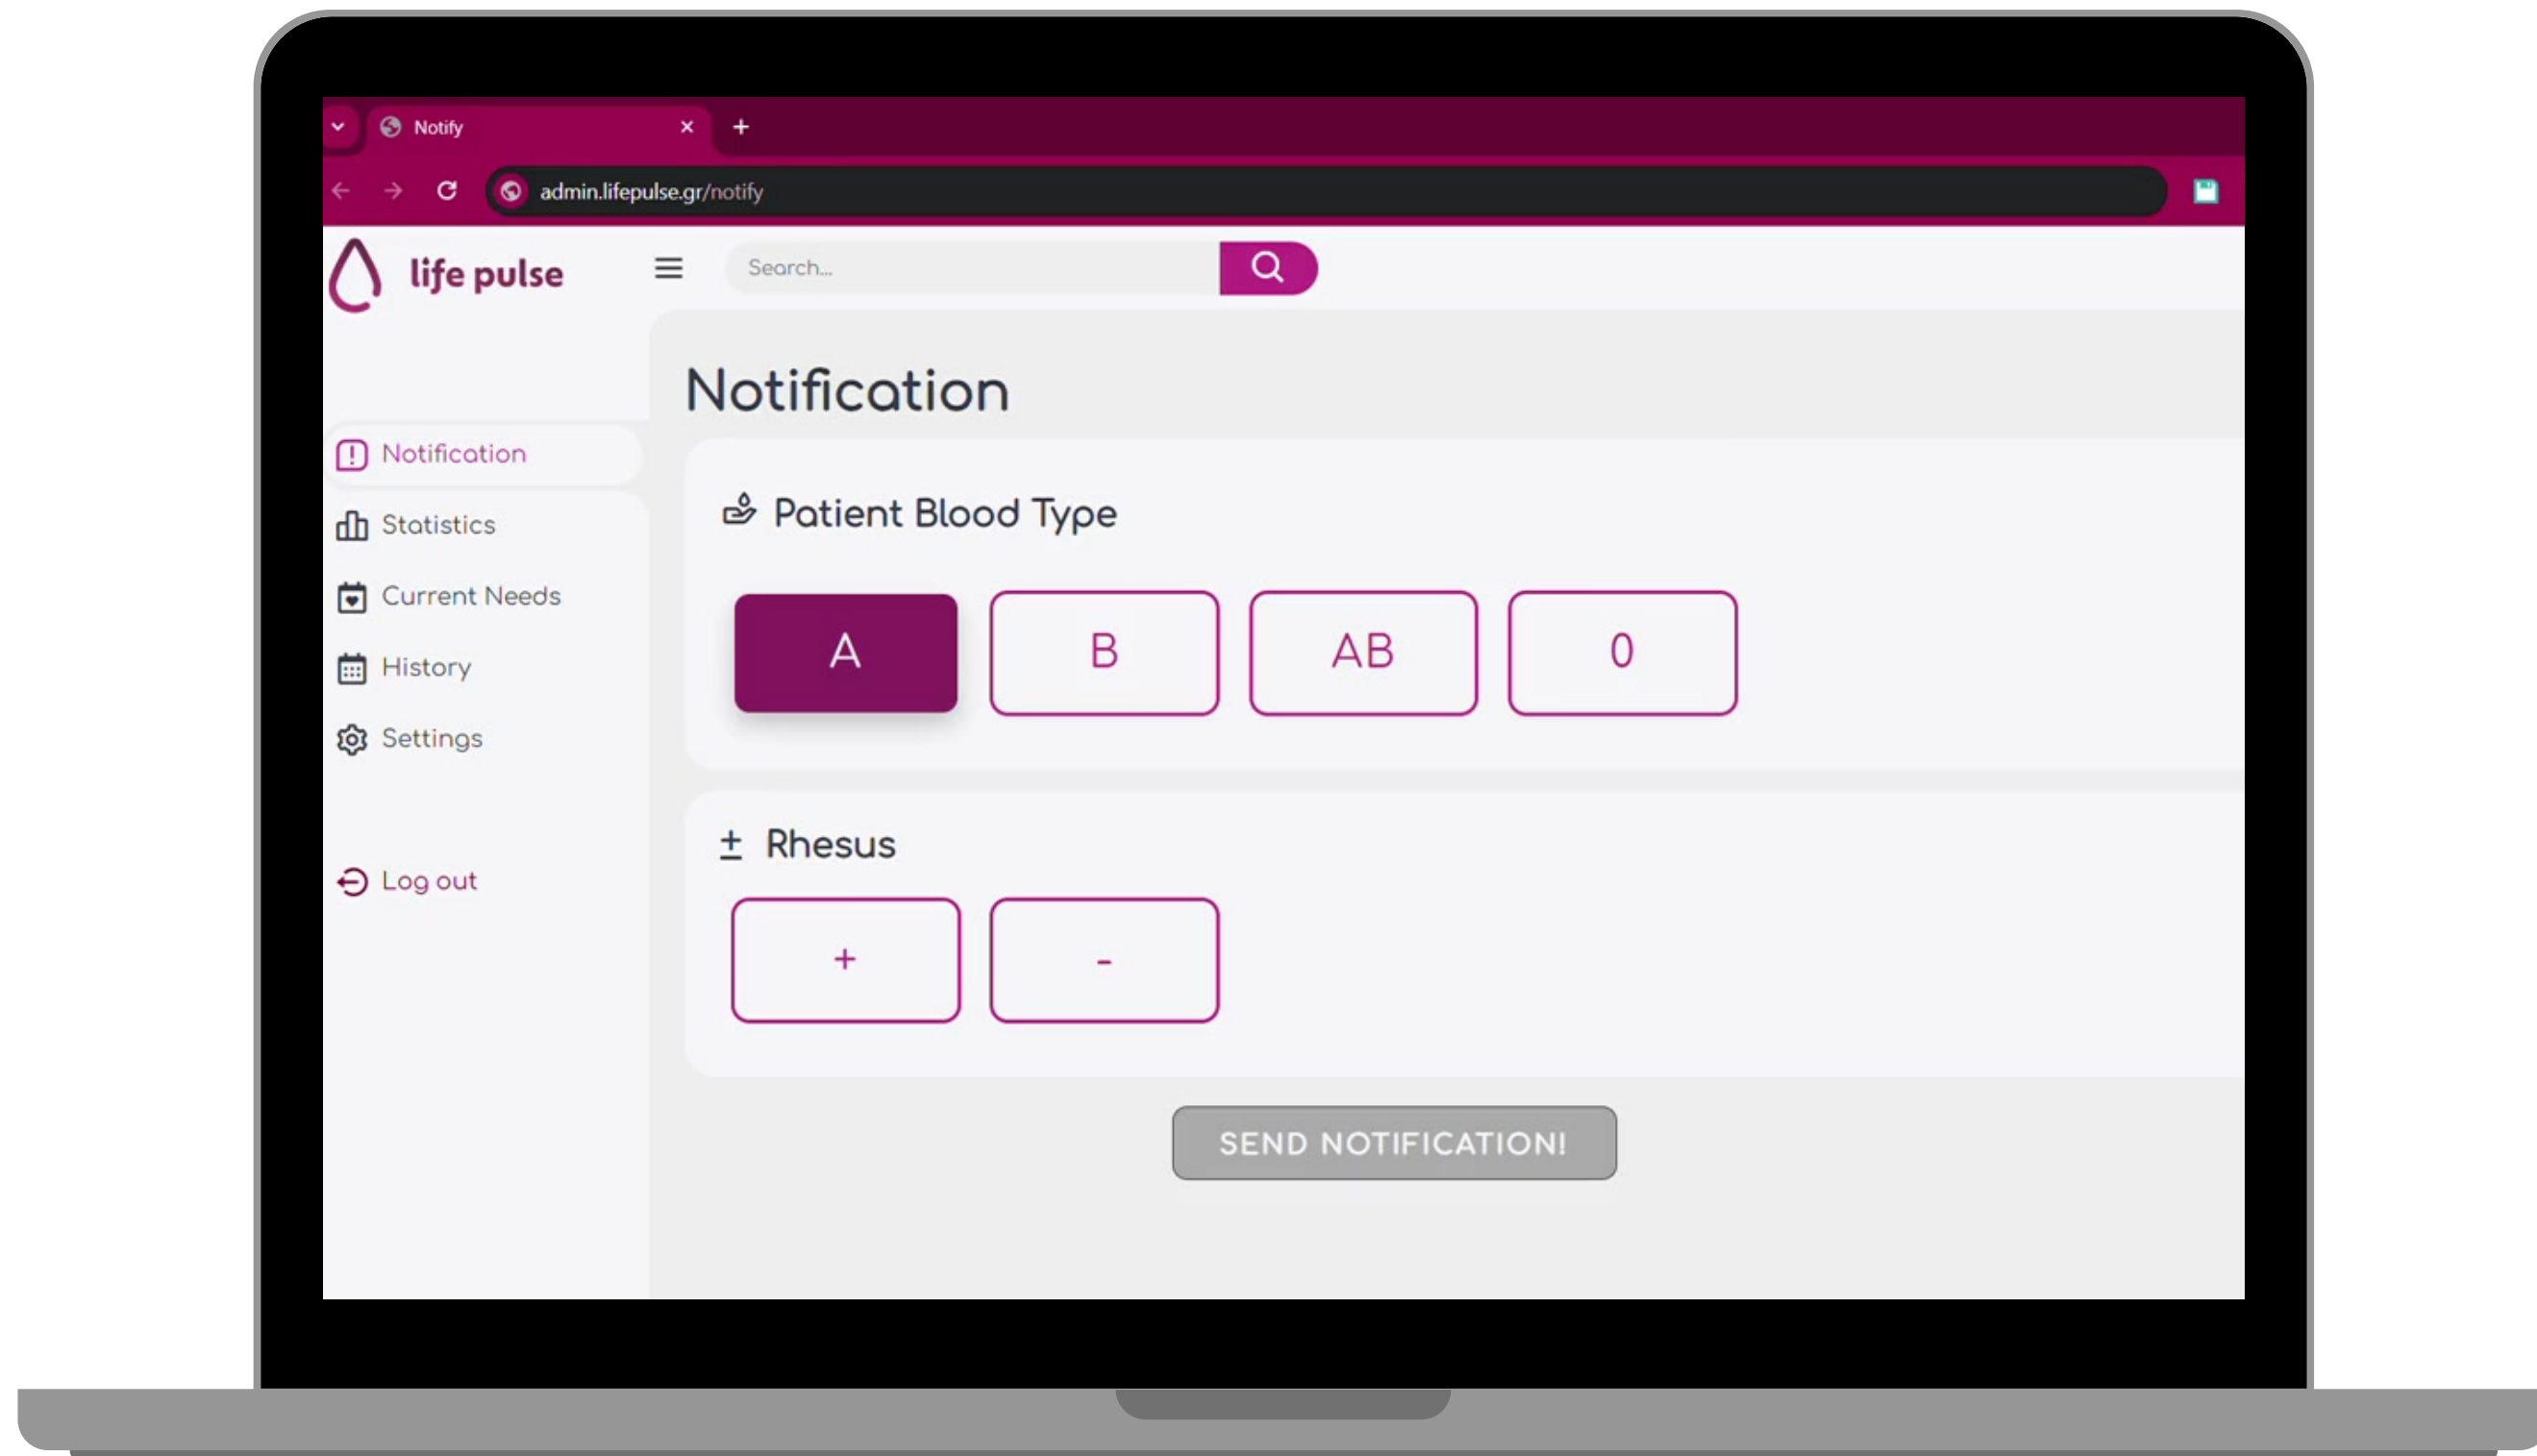 Notify
admin.lifepulse.gr/notify
life pulse
Search...
Notification
Notification
Statistics
Current Needs
History
Settings
Log out
Patient Blood Type
A B AB 0
± Rhesus
+ -
SEND NOTIFICATION!